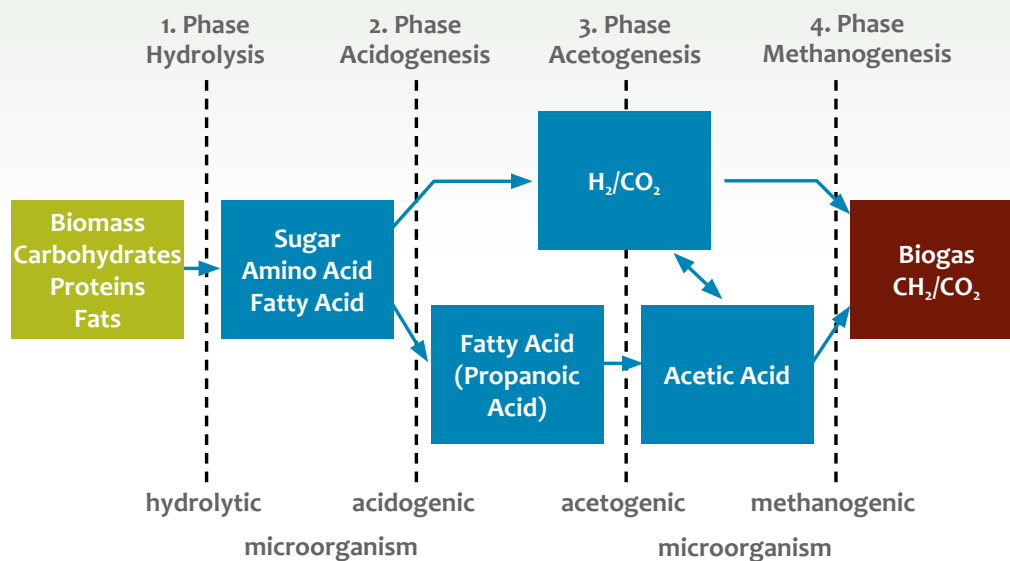 1. Phase
Hydrolysis
2. Phase
Acidogenesis
3. Phase
Acetogenesis
4. Phase
Methanogenesis
Biomass
Carbohydrates
Proteins
Fats
Sugar
Amino Acid
Fatty Acid
H₂/CO₂
Fatty Acid
(Propanoic
Acid)
Acetic Acid
Biogas
CH₂/CO₂
hydrolytic
acidogenic
acetogenic
methanogenic
microorganism
microorganism